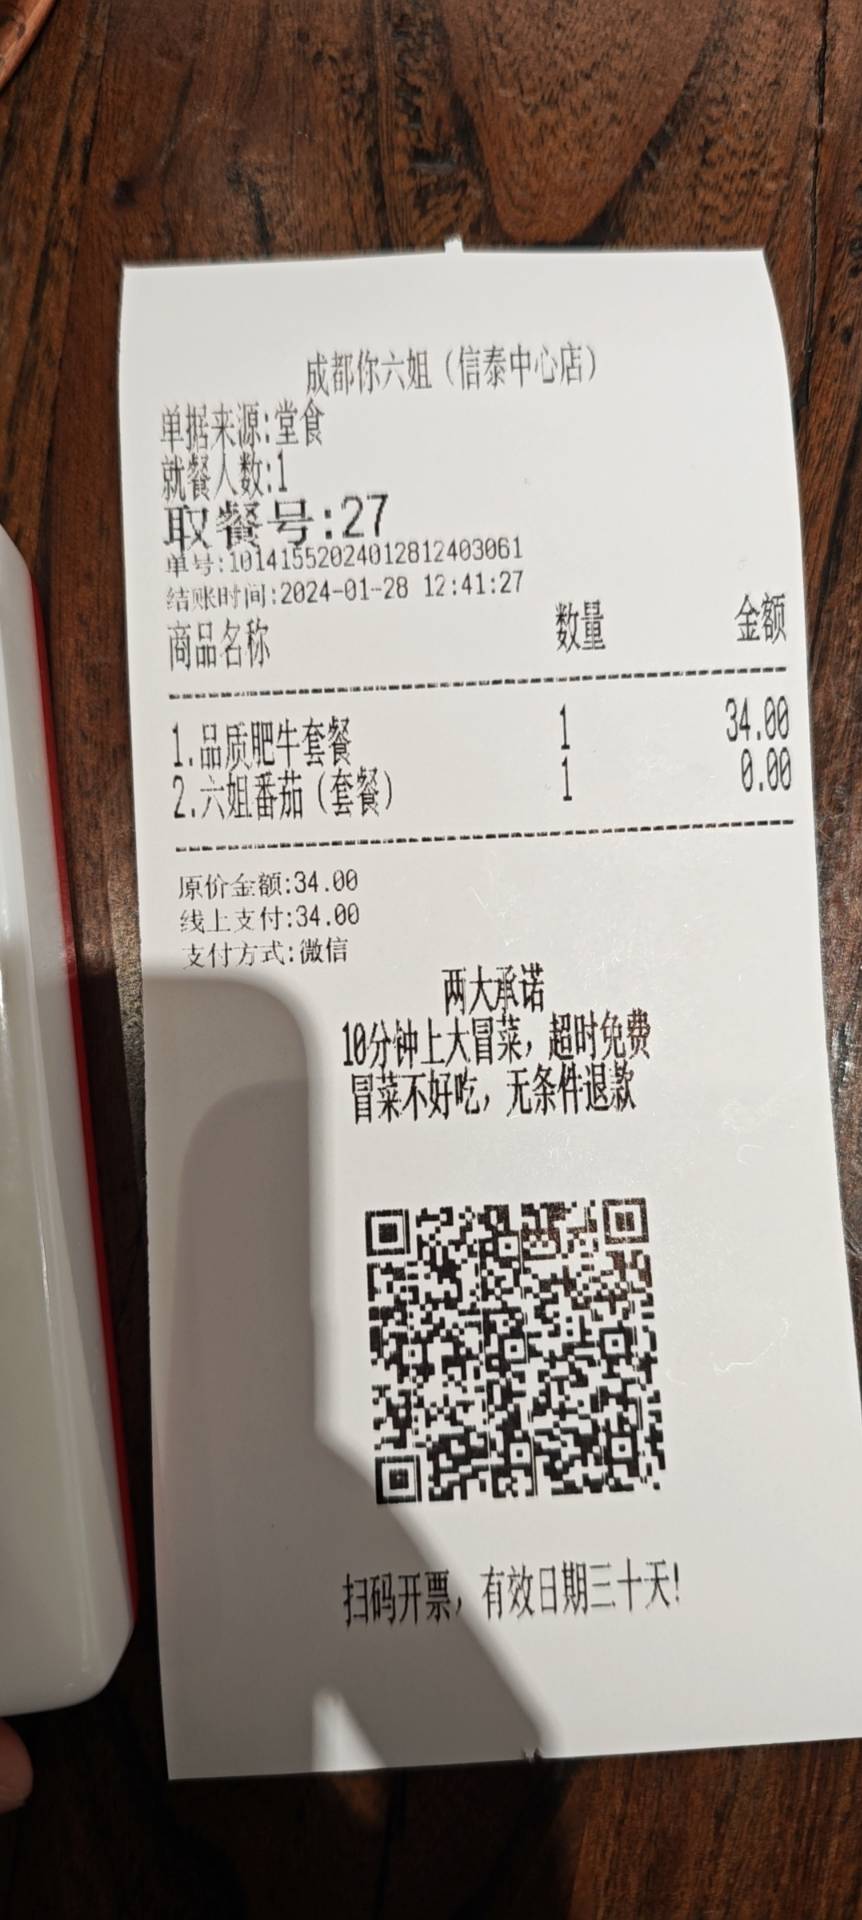 成都你六姐（信泰中心店）
单据来源:堂食
就餐人数:1
取餐号:27
单号:10141552024012812403061
结账时间:2024-01-28 12:41:27
商品名称 数量 金额
1.品质肥牛套餐 1 34.00
2.六姐番茄（套餐） 1 0.00
原价金额:34.00
线上支付:34.00
支付方式:微信
两大承诺
10分钟上大冒菜，超时免费
冒菜不好吃，无条件退款
扫码开票，有效日期三十天!